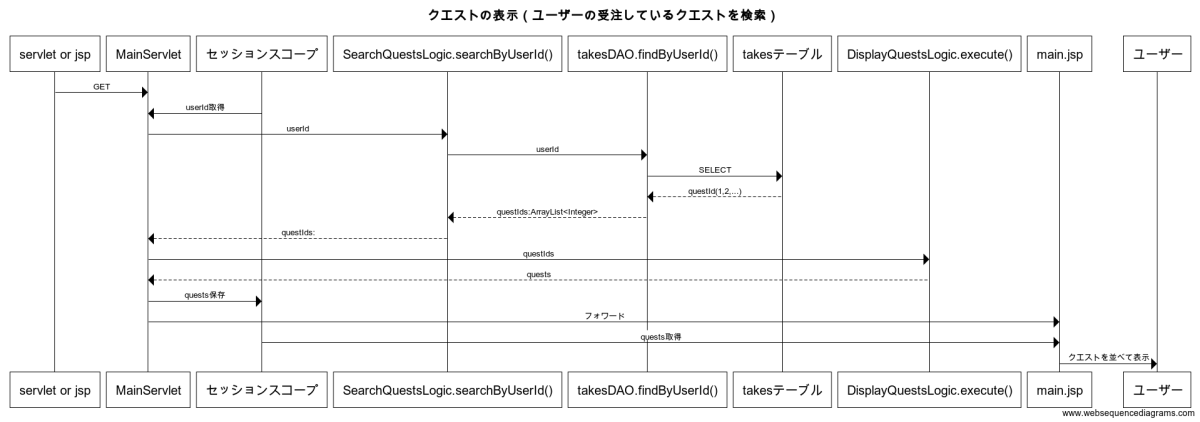 クエストの表示（ユーザーの受注しているクエストを検索）
servlet or jsp
MainServlet
セッションスコープ
SearchQuestsLogic.searchByUserId()
takesDAO.findByUserId()
takesテーブル
DisplayQuestsLogic.execute()
main.jsp
ユーザー
GET
userId取得
userId
userId
SELECT
questId(1,2,...)
questIds:ArrayList<Integer>
questIds:
questIds
quests
quests保存
フォワード
quests取得
クエストを並べて表示
servlet or jsp
MainServlet
セッションスコープ
SearchQuestsLogic.searchByUserId()
takesDAO.findByUserId()
takesテーブル
DisplayQuestsLogic.execute()
main.jsp
ユーザー
www.websequencediagrams.com